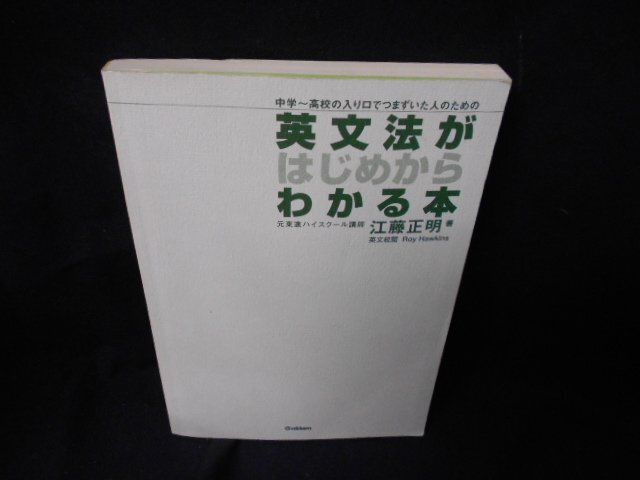 中学～高校の入り口でつまずいた人のための
英文法が
はじめから
わかる本
元東進ハイスクール講師 江藤正明 著
英文校閲 Roy Hawkins
Gakken